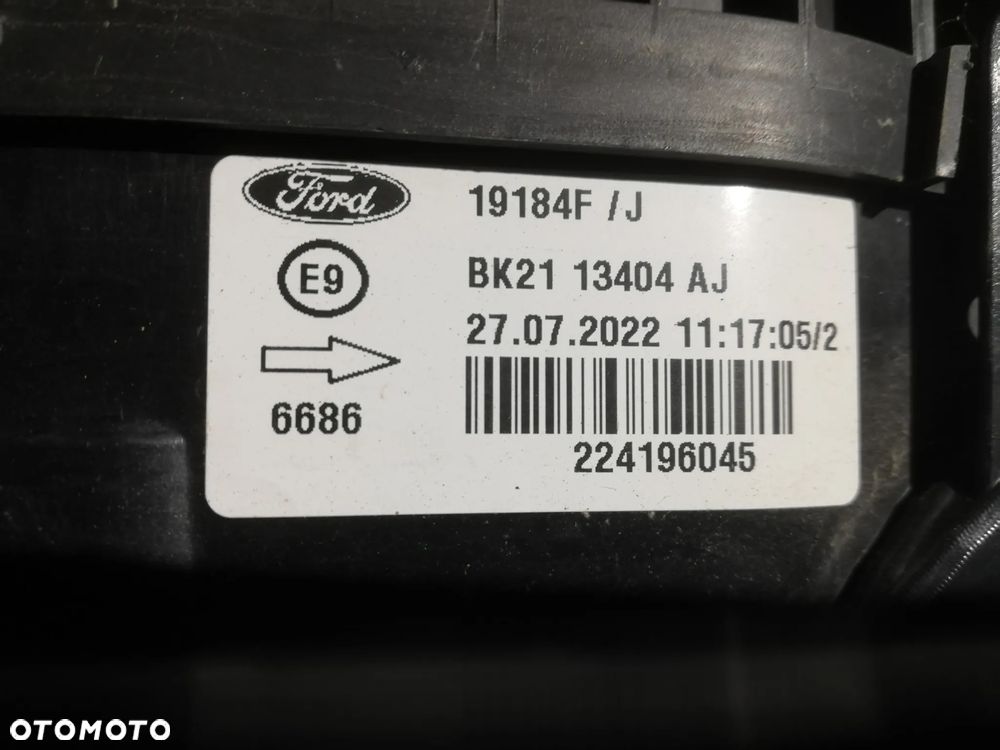 Ford
19184F /J
E9
BK21 13404 AJ
27.07.2022 11:17:05/2
6686
224196045
OTOMOTO